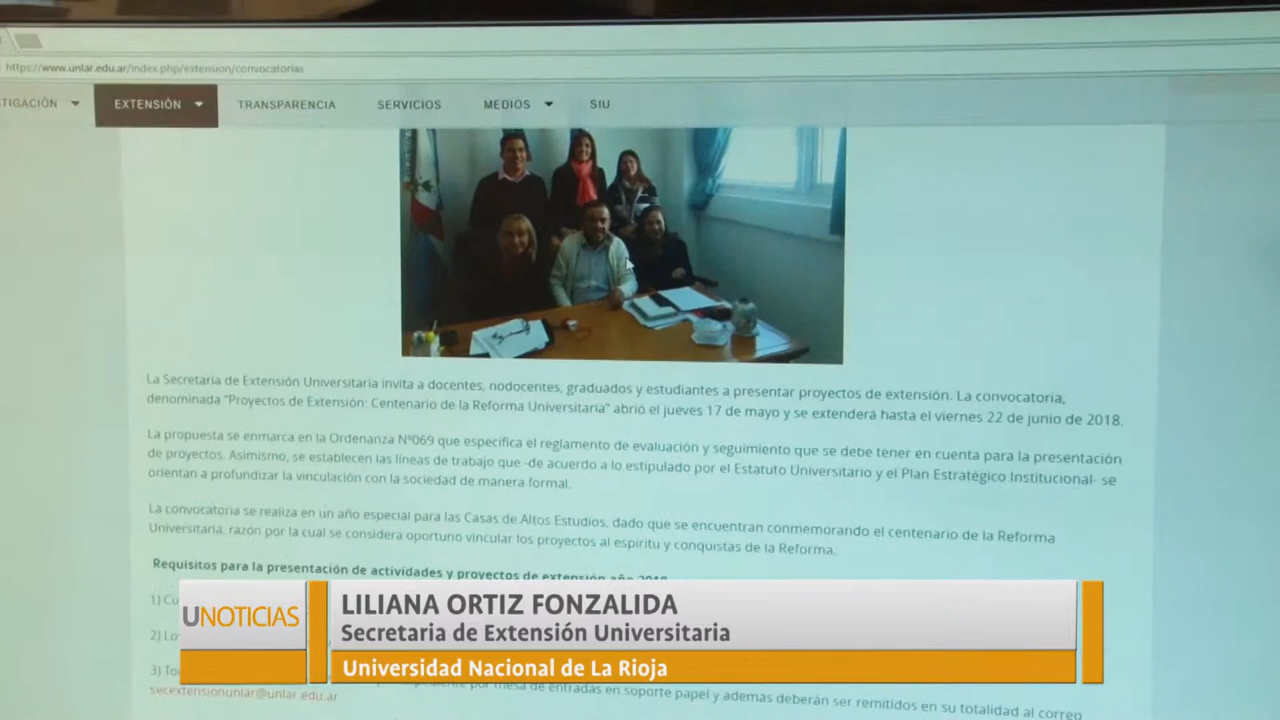 https://www.unlar.edu.ar/index.php/extension/convocatorias
TIGACIÓN EXTENSIÓN TRANSPARENCIA SERVICIOS MEDIOS SIU
La Secretaría de Extensión Universitaria invita a docentes, nodocentes, graduados y estudiantes a presentar proyectos de extensión. La convocatoria,
denominada "Proyectos de Extensión: Centenario de la Reforma Universitaria" abrió el jueves 17 de mayo y se extenderá hasta el viernes 22 de junio de 2018.
La propuesta se enmarca en la Ordenanza Nº069 que especifica el reglamento de evaluación y seguimiento que se debe tener en cuenta para la presentación
de proyectos. Asimismo, se establecen las líneas de trabajo que -de acuerdo a lo estipulado por el Estatuto Universitario y el Plan Estratégico Institucional- se
orientan a profundizar la vinculación con la sociedad de manera formal.
La convocatoria se realiza en un año especial para las Casas de Altos Estudios, dado que se encuentran conmemorando el centenario de la Reforma
Universitaria, razón por la cual se considera oportuno vincular los proyectos al espíritu y conquistas de la Reforma.
Requisitos para la presentación de actividades y proyectos de extensión año 2018
1) Cu
2) Lo
3) To
por mesa de entradas en soporte papel y además deberán ser remitidos en su totalidad al correo
secextensionunlar@unlar.edu.ar
UNOTICIAS
LILIANA ORTIZ FONZALIDA
Secretaria de Extensión Universitaria
Universidad Nacional de La Rioja